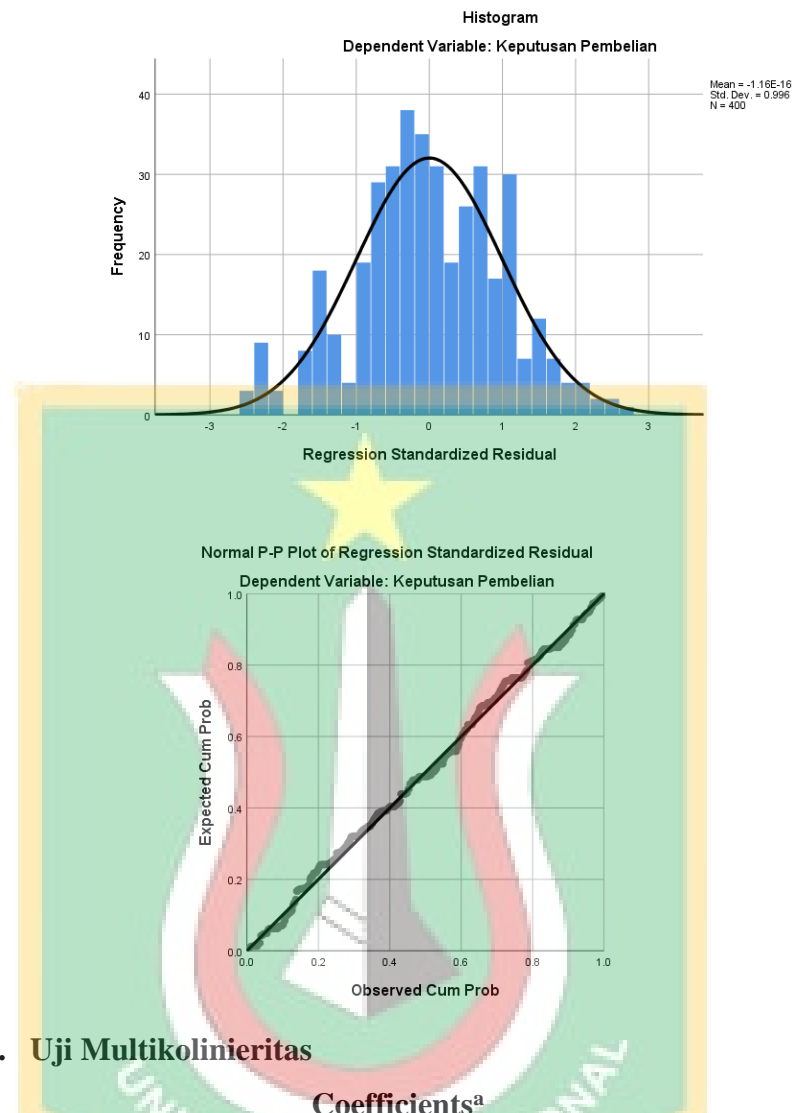 Histogram
Dependent Variable: Keputusan Pembelian
Mean = -1.16E-16
Std. Dev. = 0.996
N = 400
Frequency
40
30
20
10
0
-3 -2 -1 0 1 2 3
Regression Standardized Residual
Normal P-P Plot of Regression Standardized Residual
Dependent Variable: Keputusan Pembelian
Expected Cum Prob
1.0
0.8
0.6
0.4
0.2
0.0
0.0 0.2 0.4 0.6 0.8 1.0
Observed Cum Prob
. Uji Multikolinieritas
Coefficientsᵃ